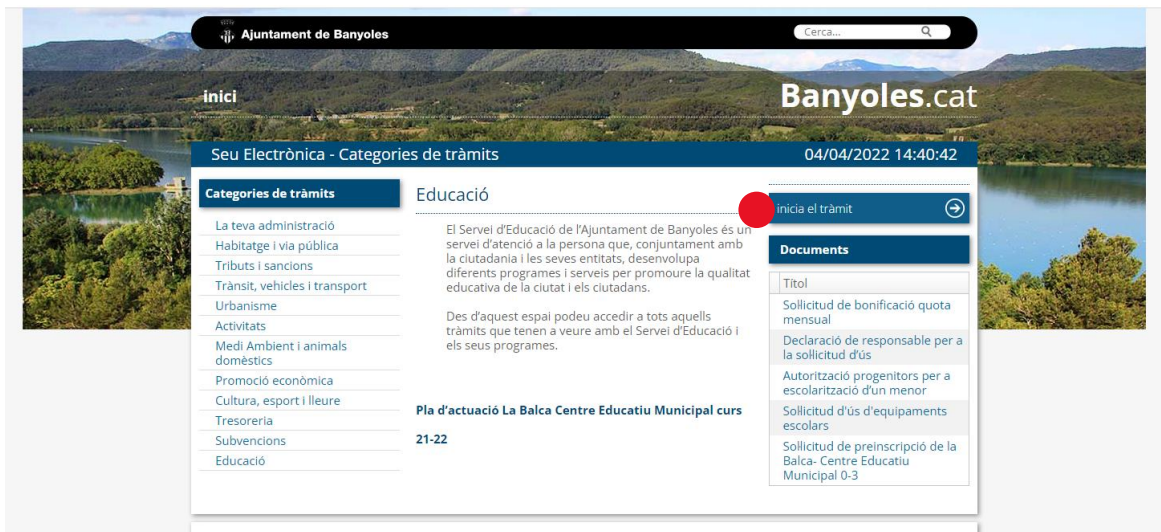 Ajuntament de Banyoles
Cerca...
inici
Banyoles.cat
Seu Electrònica - Categories de tràmits
04/04/2022 14:40:42
Categories de tràmits
La teva administració
Habitatge i via pública
Tributs i sancions
Trànsit, vehicles i transport
Urbanisme
Activitats
Medi Ambient i animals
domèstics
Promoció econòmica
Cultura, esport i lleure
Tresoreria
Subvencions
Educació
Educació
El Servei d'Educació de l'Ajuntament de Banyoles és un
servei d'atenció a la persona que, conjuntament amb
la ciutadania i les seves entitats, desenvolupa
diferents programes i serveis per promoure la qualitat
educativa de la ciutat i els ciutadans.
Des d'aquest espai podeu accedir a tots aquells
tràmits que tenen a veure amb el Servei d'Educació i
els seus programes.
Pla d'actuació La Balca Centre Educatiu Municipal curs
21-22
inicia el tràmit
Documents
Títol
Sol·licitud de bonificació quota
mensual
Declaració de responsable per a
la sol·licitud d'ús
Autorització progenitors per a
escolarització d'un menor
Sol·licitud d'ús d'equipaments
escolars
Sol·licitud de preinscripció de la
Balca- Centre Educatiu
Municipal 0-3